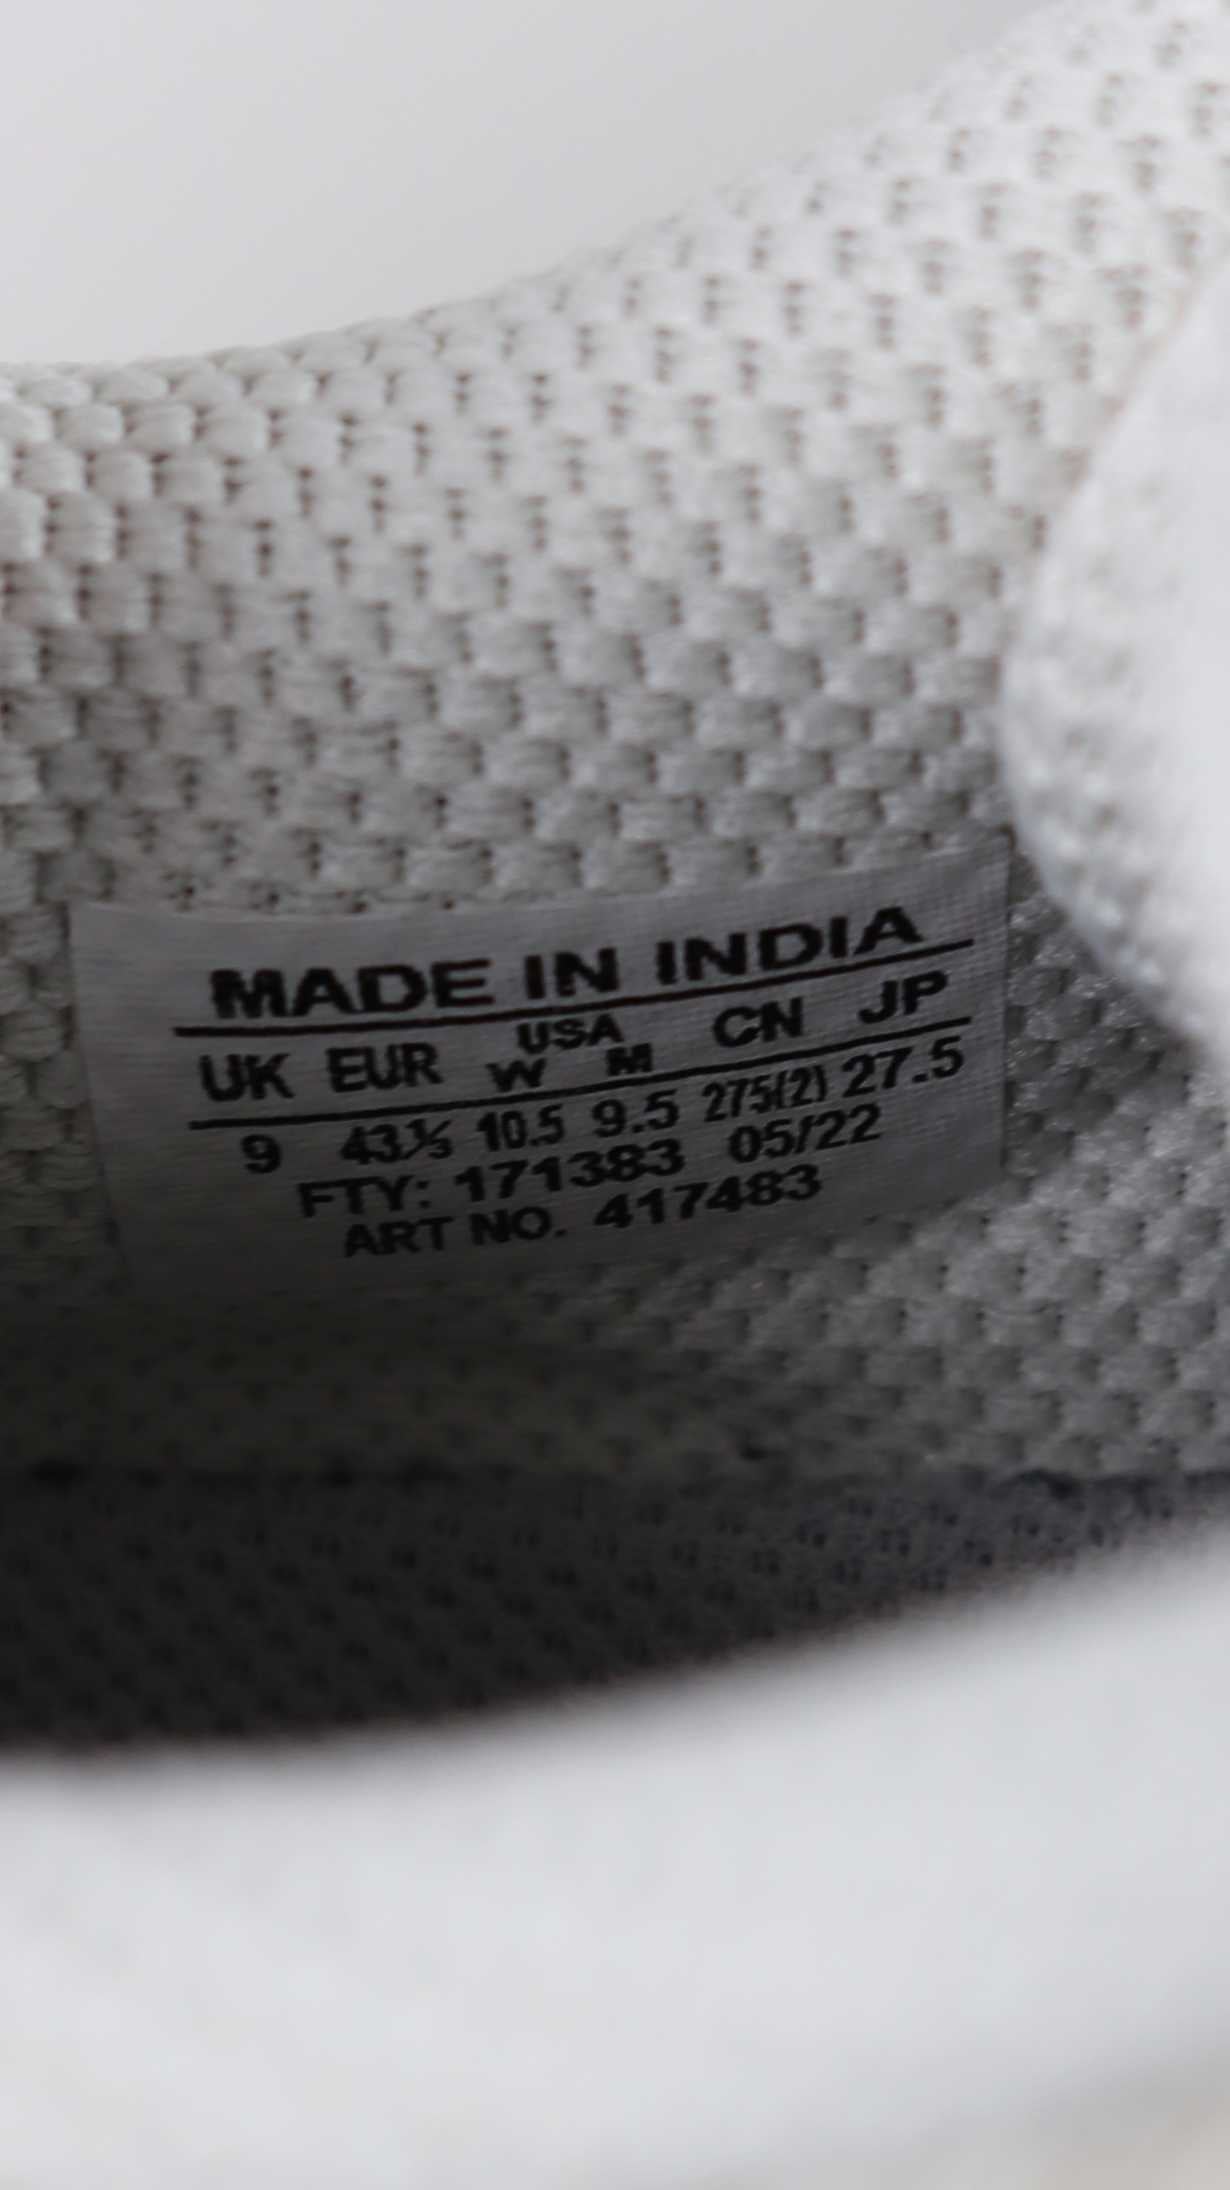 MADE IN INDIA
USA
UK EUR W M CN JP
9 43⅓ 10.5 9.5 275(2) 27.5
FTY: 171383 05/22
ART NO. 417483